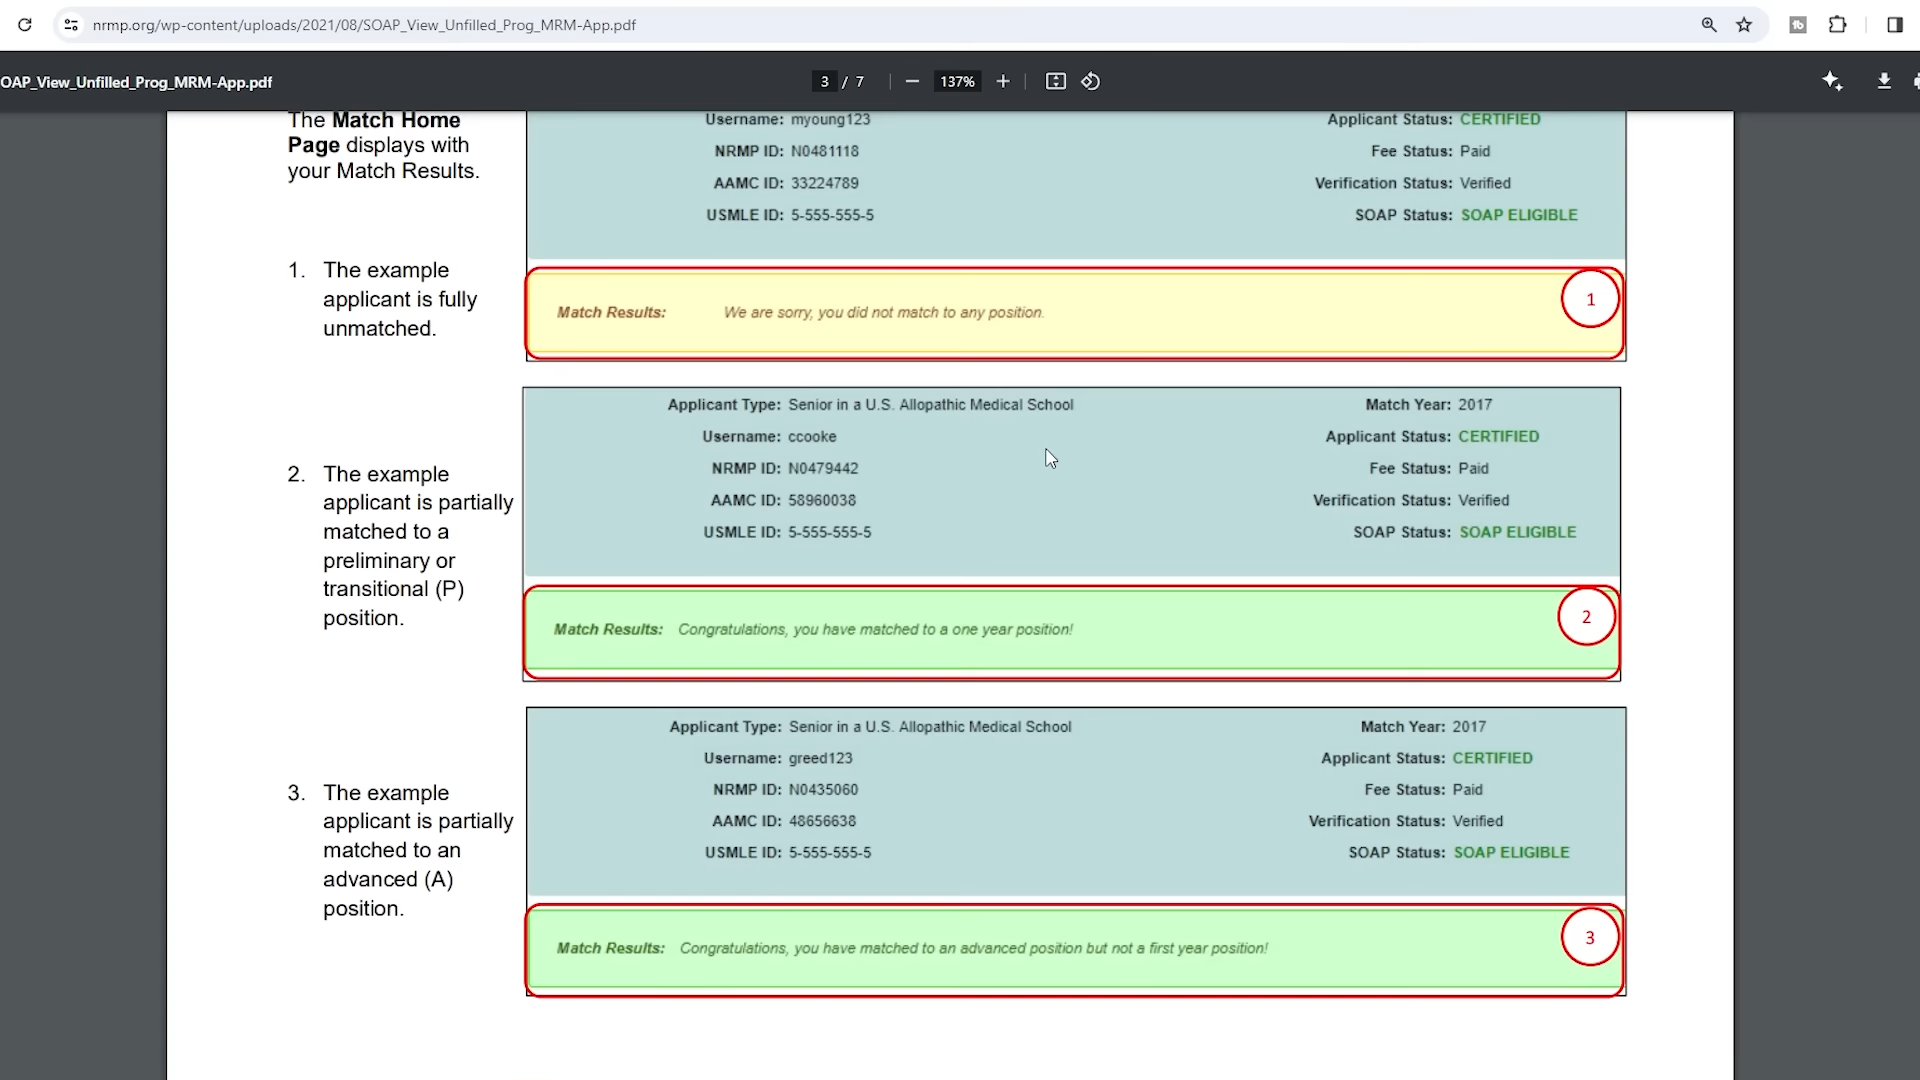 nrmp.org/wp-content/uploads/2021/08/SOAP_View_Unfilled_Prog_MRM-App.pdf
OAP_View_Unfilled_Prog_MRM-App.pdf
3 / 7
137%
The Match Home
Page displays with
your Match Results.
Username: myoung123
Applicant Status: CERTIFIED
NRMP ID: N0481118
Fee Status: Paid
AAMC ID: 33224789
Verification Status: Verified
USMLE ID: 5-555-555-5
SOAP Status: SOAP ELIGIBLE
1. The example
applicant is fully
unmatched.
Match Results: We are sorry, you did not match to any position.
1
2. The example
applicant is partially
matched to a
preliminary or
transitional (P)
position.
Applicant Type: Senior in a U.S. Allopathic Medical School
Match Year: 2017
Username: ccooke
Applicant Status: CERTIFIED
NRMP ID: N0479442
Fee Status: Paid
AAMC ID: 58960038
Verification Status: Verified
USMLE ID: 5-555-555-5
SOAP Status: SOAP ELIGIBLE
Match Results: Congratulations, you have matched to a one year position!
2
3. The example
applicant is partially
matched to an
advanced (A)
position.
Applicant Type: Senior in a U.S. Allopathic Medical School
Match Year: 2017
Username: greed123
Applicant Status: CERTIFIED
NRMP ID: N0435060
Fee Status: Paid
AAMC ID: 48656638
Verification Status: Verified
USMLE ID: 5-555-555-5
SOAP Status: SOAP ELIGIBLE
Match Results: Congratulations, you have matched to an advanced position but not a first year position!
3